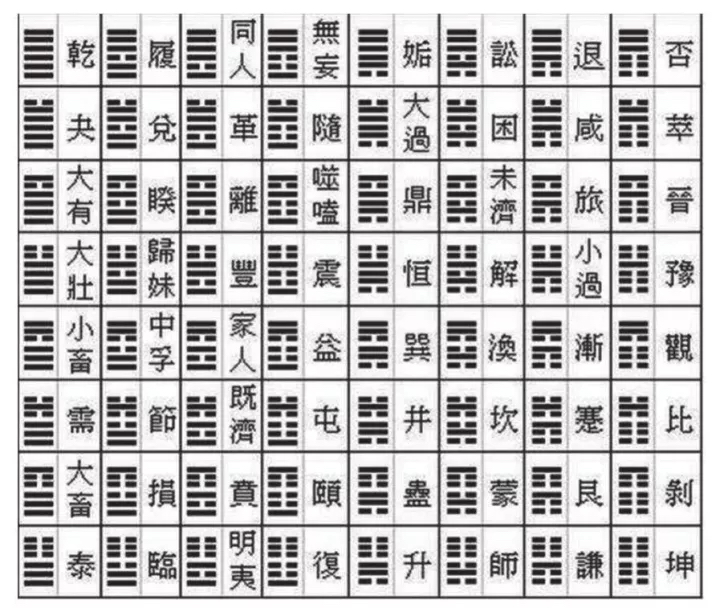 乾 履 同人 無妄 姤 訟 退 否
夬 兌 革 隨 大過 困 咸 萃
大有 睽 離 噬嗑 鼎 未濟 旅 晉
大壯 歸妹 豐 震 恒 解 小過 豫
小畜 中孚 家人 益 巽 渙 漸 觀
需 節 既濟 屯 井 坎 蹇 比
大畜 損 賁 頤 蠱 蒙 艮 剝
泰 臨 明夷 復 升 師 謙 坤